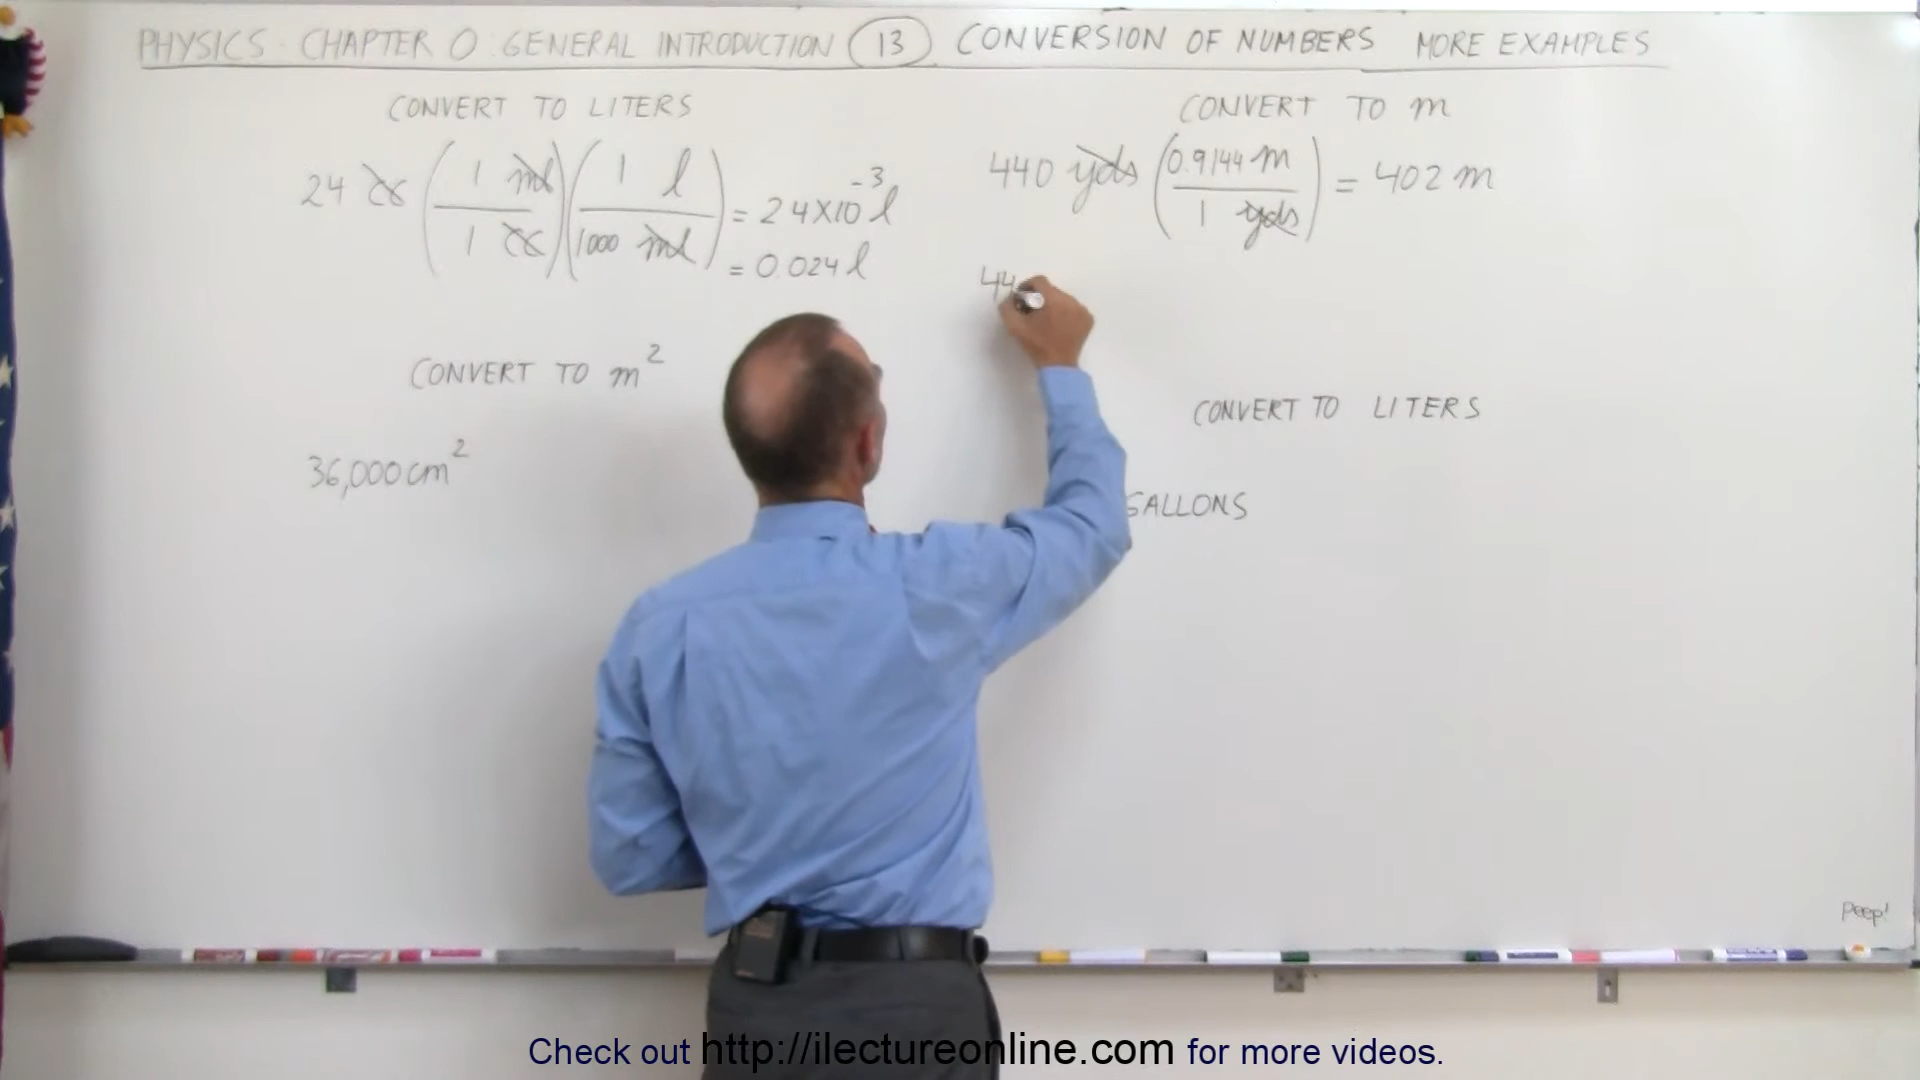 PHYSICS - CHAPTER 0: GENERAL INTRODUCTION 13 CONVERSION OF NUMBERS MORE EXAMPLES
CONVERT TO LITERS
24 cc (1 ml / 1 cc)(1 l / 1000 ml) = 24×10⁻³ l
= 0.024 l
CONVERT TO m²
36,000 cm²
CONVERT TO m
440 yds (0.9144 m / 1 yds) = 402 m
44
CONVERT TO LITERS
GALLONS
Peep!
Check out http://ilectureonline.com for more videos.